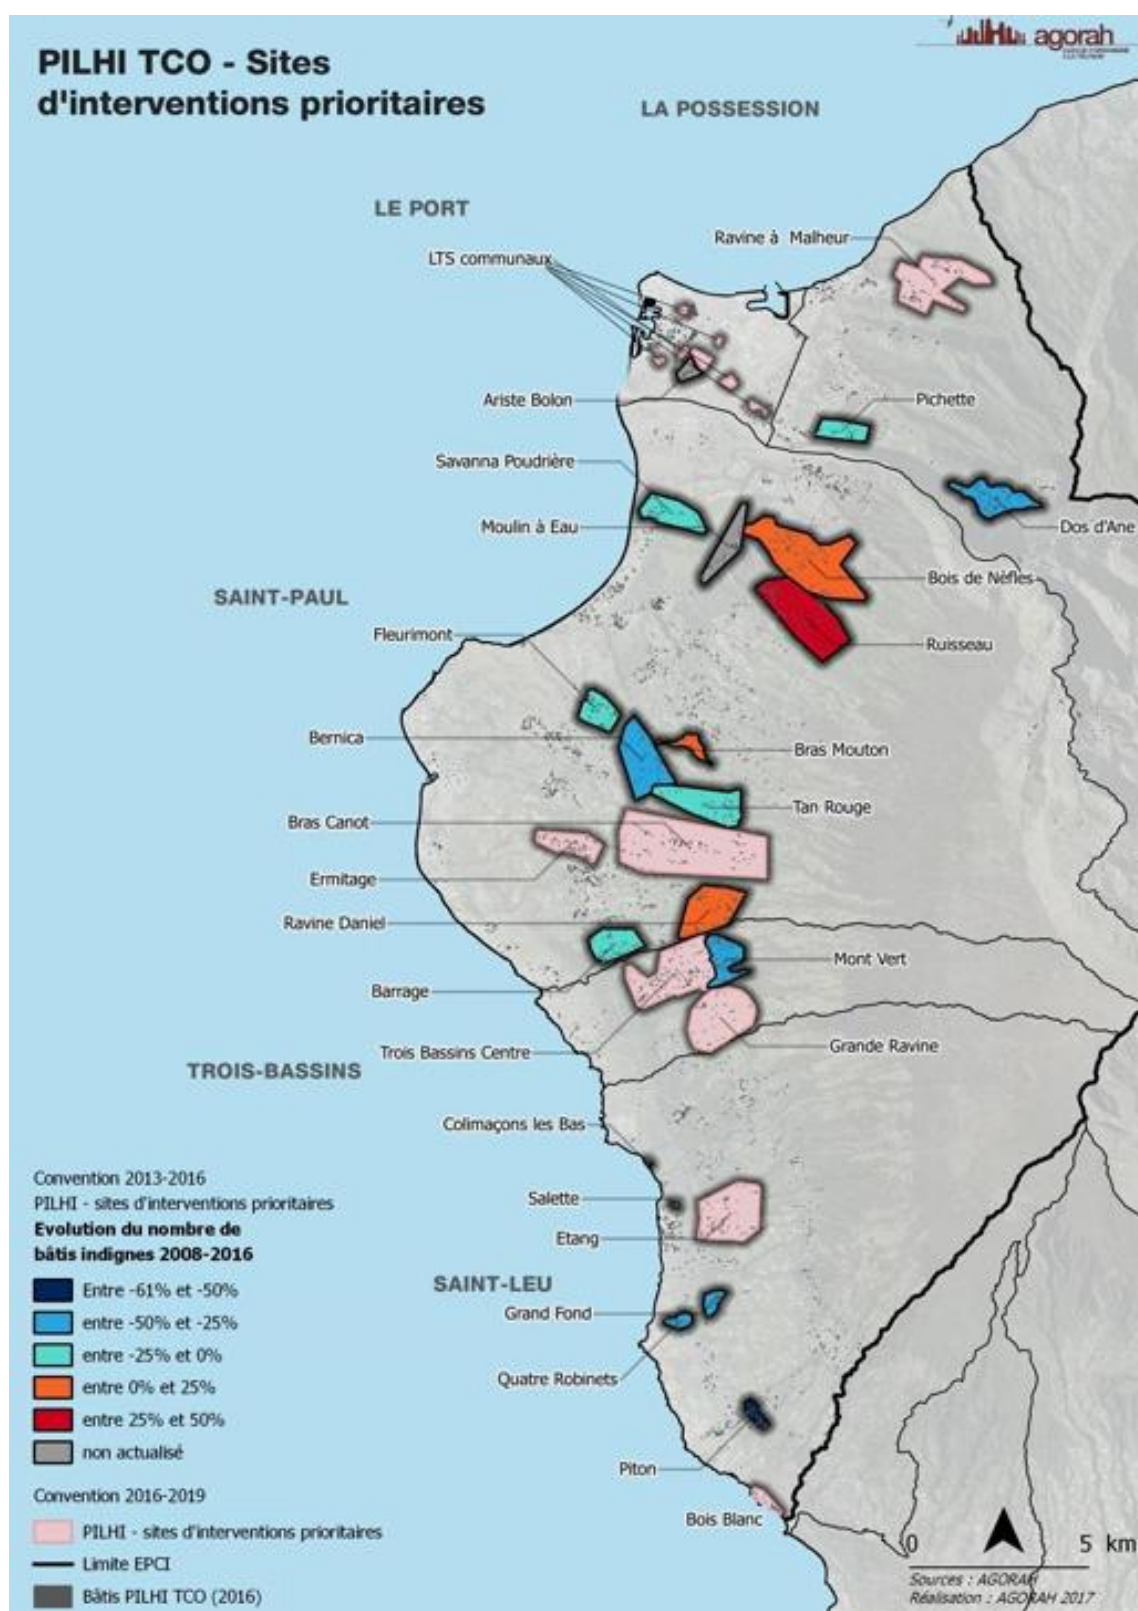 agorah
PILHI TCO - Sites
d'interventions prioritaires
LA POSSESSION
LE PORT
Ravine à Malheur
LTS communaux
Ariste Bolon
Pichette
Savanna Poudrière
Moulin à Eau
Dos d'Ane
Bois de Nèfles
SAINT-PAUL
Fleurimont
Ruisseau
Bernica
Bras Mouton
Tan Rouge
Bras Canot
Ermitage
Ravine Daniel
Mont Vert
Barrage
Trois Bassins Centre
Grande Ravine
TROIS-BASSINS
Colimaçons les Bas
Salette
Etang
SAINT-LEU
Grand Fond
Quatre Robinets
Piton
Bois Blanc
Convention 2013-2016
PILHI - sites d'interventions prioritaires
Evolution du nombre de
bâtis indignes 2008-2016
Entre -61% et -50%
entre -50% et -25%
entre -25% et 0%
entre 0% et 25%
entre 25% et 50%
non actualisé
Convention 2016-2019
PILHI - sites d'interventions prioritaires
Limite EPCI
Bâtis PILHI TCO (2016)
0 5 km
Sources : AGORAH
Réalisation : AGORAH 2017